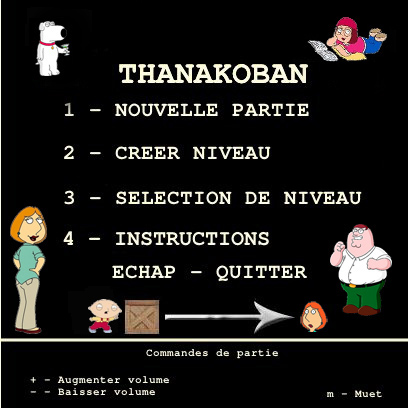 THANAKOBAN
1 - NOUVELLE PARTIE
2 - CREER NIVEAU
3 - SELECTION DE NIVEAU
4 - INSTRUCTIONS
ECHAP - QUITTER
Commandes de partie
+ - Augmenter volume
- - Baisser volume
m - Muet